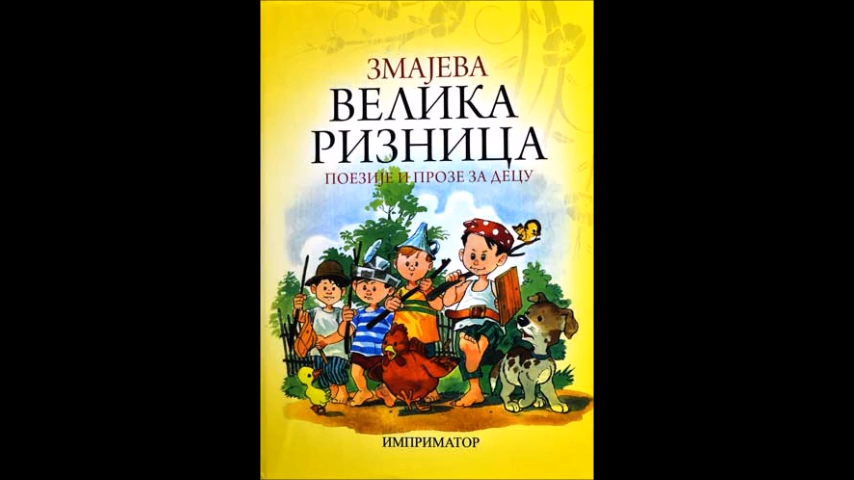 ЗМАЈЕВА
ВЕЛИКА
РИЗНИЦА
ПОЕЗИЈЕ И ПРОЗЕ ЗА ДЕЦУ
ИМПРИМАТОР